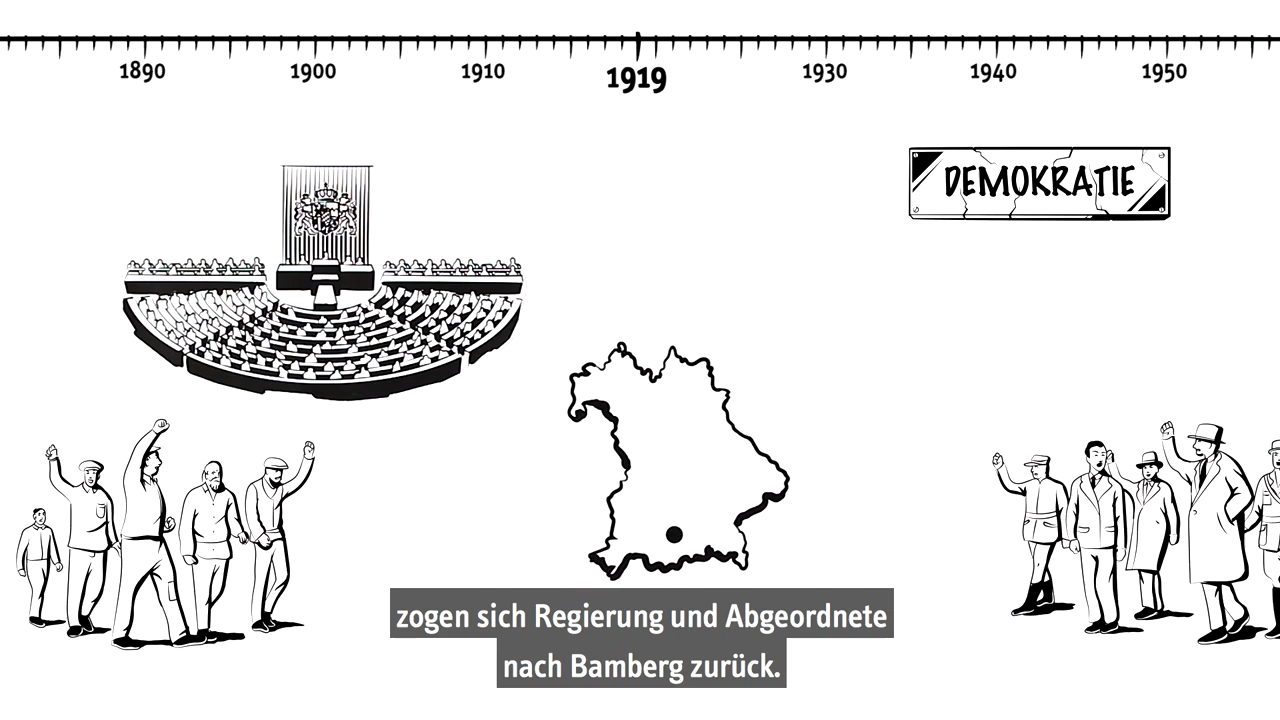 1890 1900 1910 1919 1930 1940 1950
DEMOKRATIE
zogen sich Regierung und Abgeordnete
nach Bamberg zurück.